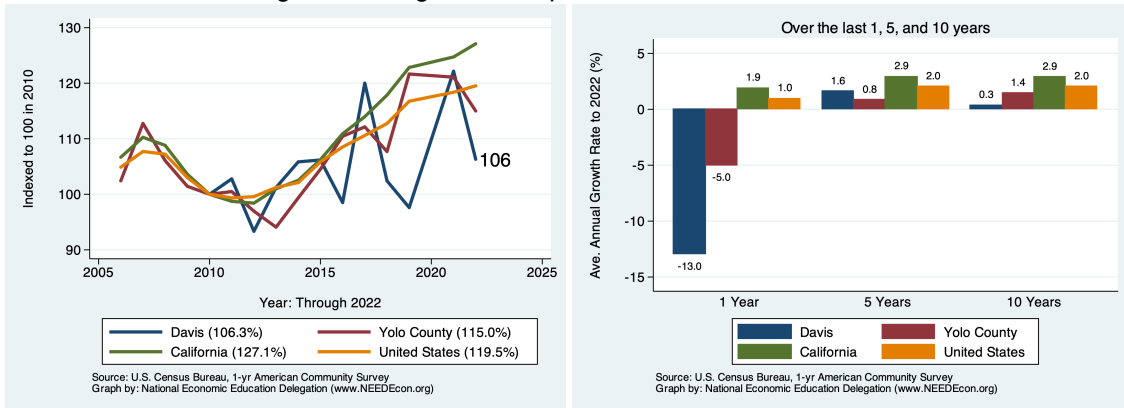 130
120
110
100
90
Indexed to 100 in 2010
2005
2010
2015
2020
2025
106
Year: Through 2022
Davis (106.3%)
Yolo County (115.0%)
California (127.1%)
United States (119.5%)
Source: U.S. Census Bureau, 1-yr American Community Survey
Graph by: National Economic Education Delegation (www.NEEDEcon.org)
Over the last 1, 5, and 10 years
Ave. Annual Growth Rate to 2022 (%)
5
0
-5
-10
-15
-13.0
-5.0
1.9
1.0
1.6
0.8
2.9
2.0
0.3
1.4
2.9
2.0
1 Year
5 Years
10 Years
Davis
Yolo County
California
United States
Source: U.S. Census Bureau, 1-yr American Community Survey
Graph by: National Economic Education Delegation (www.NEEDEcon.org)